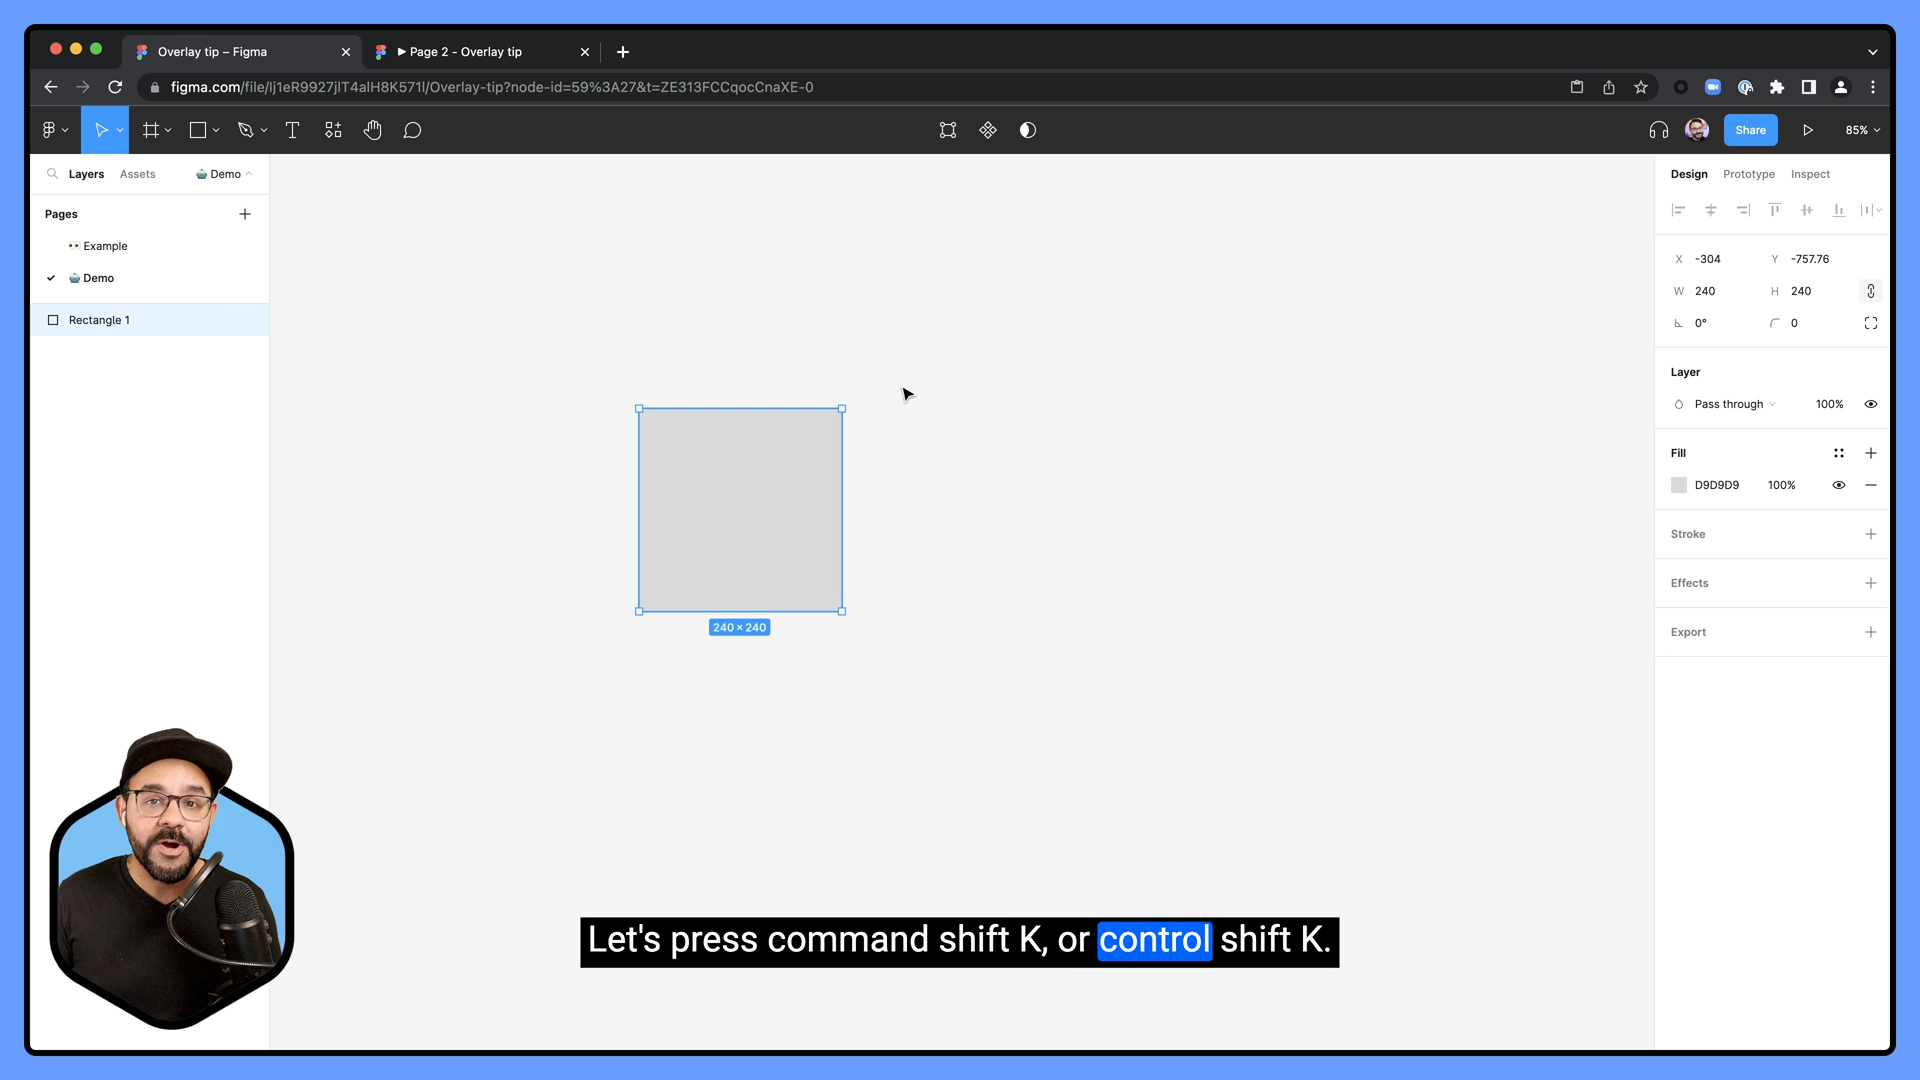 Overlay tip – Figma
Page 2 - Overlay tip
figma.com/file/lj1eR9927jlT4alH8K571l/Overlay-tip?node-id=59%3A27&t=ZE313FCCqocCnaXE-0
Share
85%
Layers Assets Demo
Pages
Example
Demo
Rectangle 1
240 × 240
Design Prototype Inspect
X -304 Y -757.76
W 240 H 240
0° 0
Layer
Pass through 100%
Fill
D9D9D9 100%
Stroke
Effects
Export
Let's press command shift K, or control shift K.